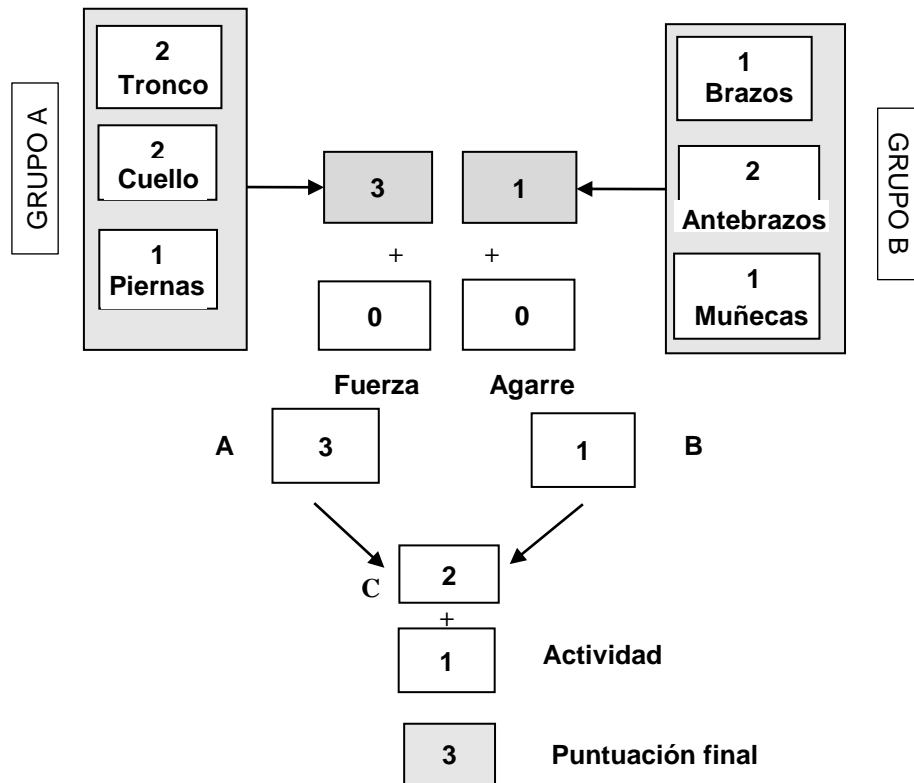 GRUPO A
2
Tronco
2
Cuello
1
Piernas
3
1
1
Brazos
2
Antebrazos
1
Muñecas
GRUPO B
+
+
0
0
Fuerza
Agarre
A
3
1
B
C
2
+
1
Actividad
3
Puntuación final